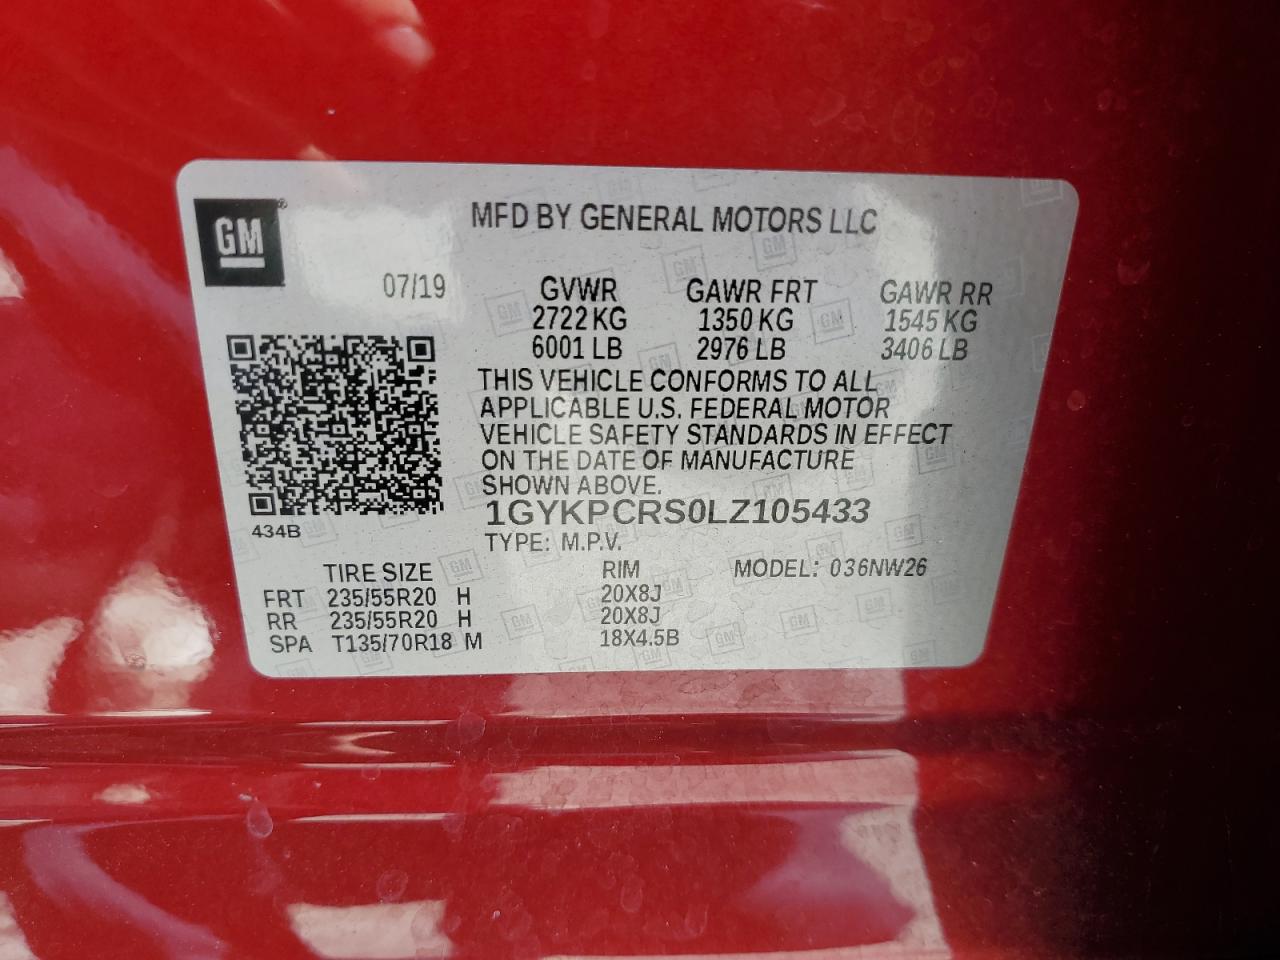 GM®
MFD BY GENERAL MOTORS LLC
07/19
GVWR GAWR FRT GAWR RR
2722 KG 1350 KG 1545 KG
6001 LB 2976 LB 3406 LB
THIS VEHICLE CONFORMS TO ALL
APPLICABLE U.S. FEDERAL MOTOR
VEHICLE SAFETY STANDARDS IN EFFECT
ON THE DATE OF MANUFACTURE
SHOWN ABOVE.
1GYKPCRS0LZ105433
434B
TYPE: M.P.V.
TIRE SIZE RIM MODEL: 036NW26
FRT 235/55R20 H 20X8J
RR 235/55R20 H 20X8J
SPA T135/70R18 M 18X4.5B